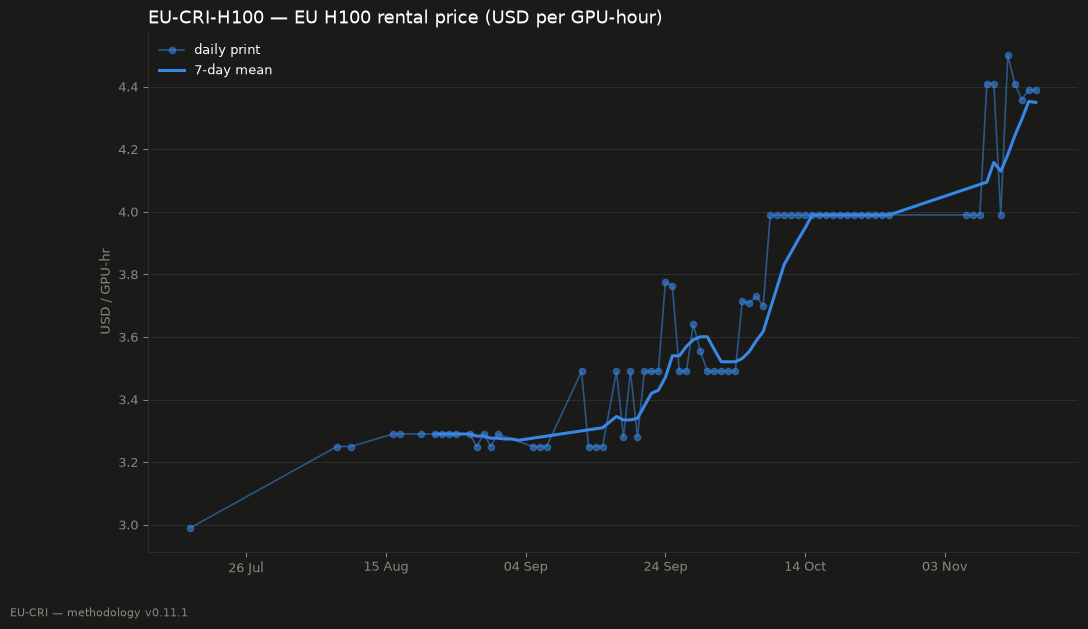 EU-CRI-H100 — EU H100 rental price (USD per GPU-hour)
daily print
7-day mean
USD / GPU-hr
4.4
4.2
4.0
3.8
3.6
3.4
3.2
3.0
26 Jul
15 Aug
04 Sep
24 Sep
14 Oct
03 Nov
EU-CRI — methodology v0.11.1